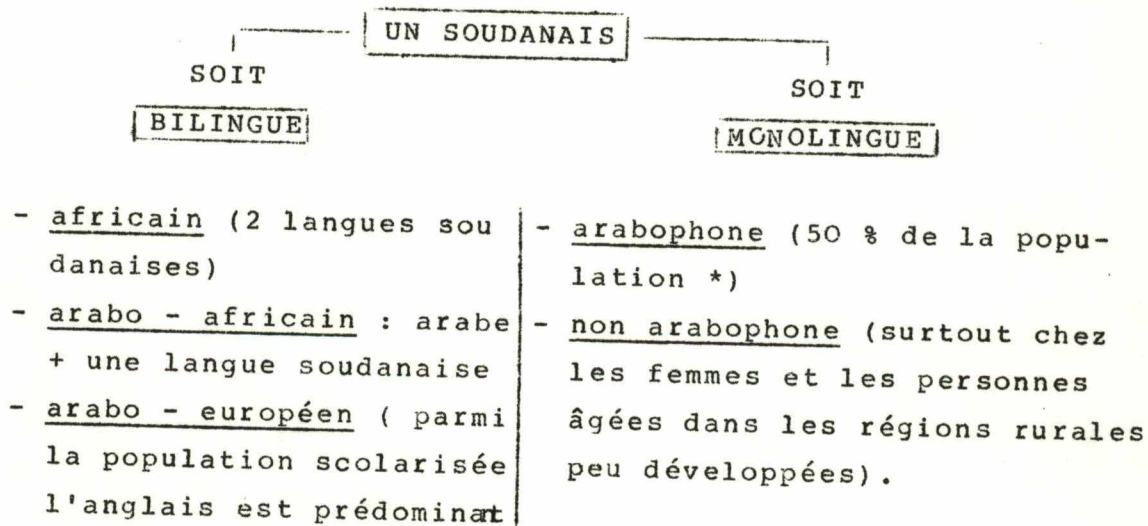 UN SOUDANAIS
SOIT
BILINGUE
- africain (2 langues sou
danaises)
- arabo - africain : arabe
+ une langue soudanaise
- arabo - européen ( parmi
la population scolarisée
l'anglais est prédominat
SOIT
MONOLINGUE
- arabophone (50 % de la popu-
lation *)
- non arabophone (surtout chez
les femmes et les personnes
âgées dans les régions rurales
peu développées).